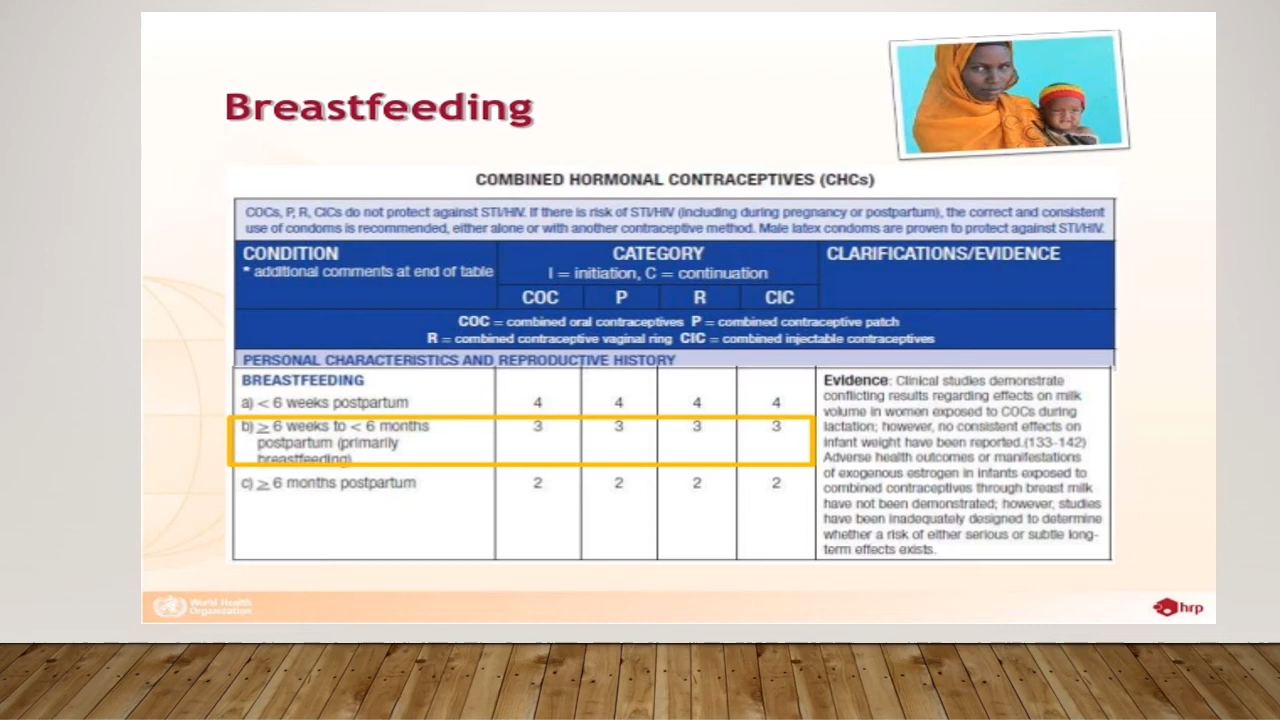 Breastfeeding
COMBINED HORMONAL CONTRACEPTIVES (CHCs)
COCs, P, R, CICs do not protect against STI/HIV. If there is risk of STI/HIV (including during pregnancy or postpartum), the correct and consistent
use of condoms is recommended, either alone or with another contraceptive method. Male latex condoms are proven to protect against STI/HIV.
CONDITION
* additional comments at end of table
CATEGORY
I = initiation, C = continuation
CLARIFICATIONS/EVIDENCE
COC P R CIC
COC = combined oral contraceptives P = combined contraceptive patch
R = combined contraceptive vaginal ring CIC = combined injectable contraceptives
PERSONAL CHARACTERISTICS AND REPRODUCTIVE HISTORY
BREASTFEEDING
a) < 6 weeks postpartum 4 4 4 4
b) ≥ 6 weeks to < 6 months 3 3 3 3
postpartum (primarily
breastfeeding)
c) ≥ 6 months postpartum 2 2 2 2
Evidence: Clinical studies demonstrate
conflicting results regarding effects on milk
volume in women exposed to COCs during
lactation; however, no consistent effects on
infant weight have been reported.(133-142)
Adverse health outcomes or manifestations
of exogenous estrogen in infants exposed to
combined contraceptives through breast milk
have not been demonstrated; however, studies
have been inadequately designed to determine
whether a risk of either serious or subtle long-
term effects exists.
World Health
Organization
hrp